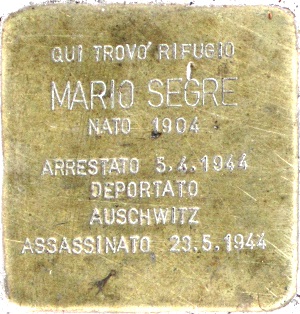 QUI TROVO' RIFUGIO
MARIO SEGRE
NATO 1904
ARRESTATO 5.4.1944
DEPORTATO
AUSCHWITZ
ASSASSINATO 23.5.1944